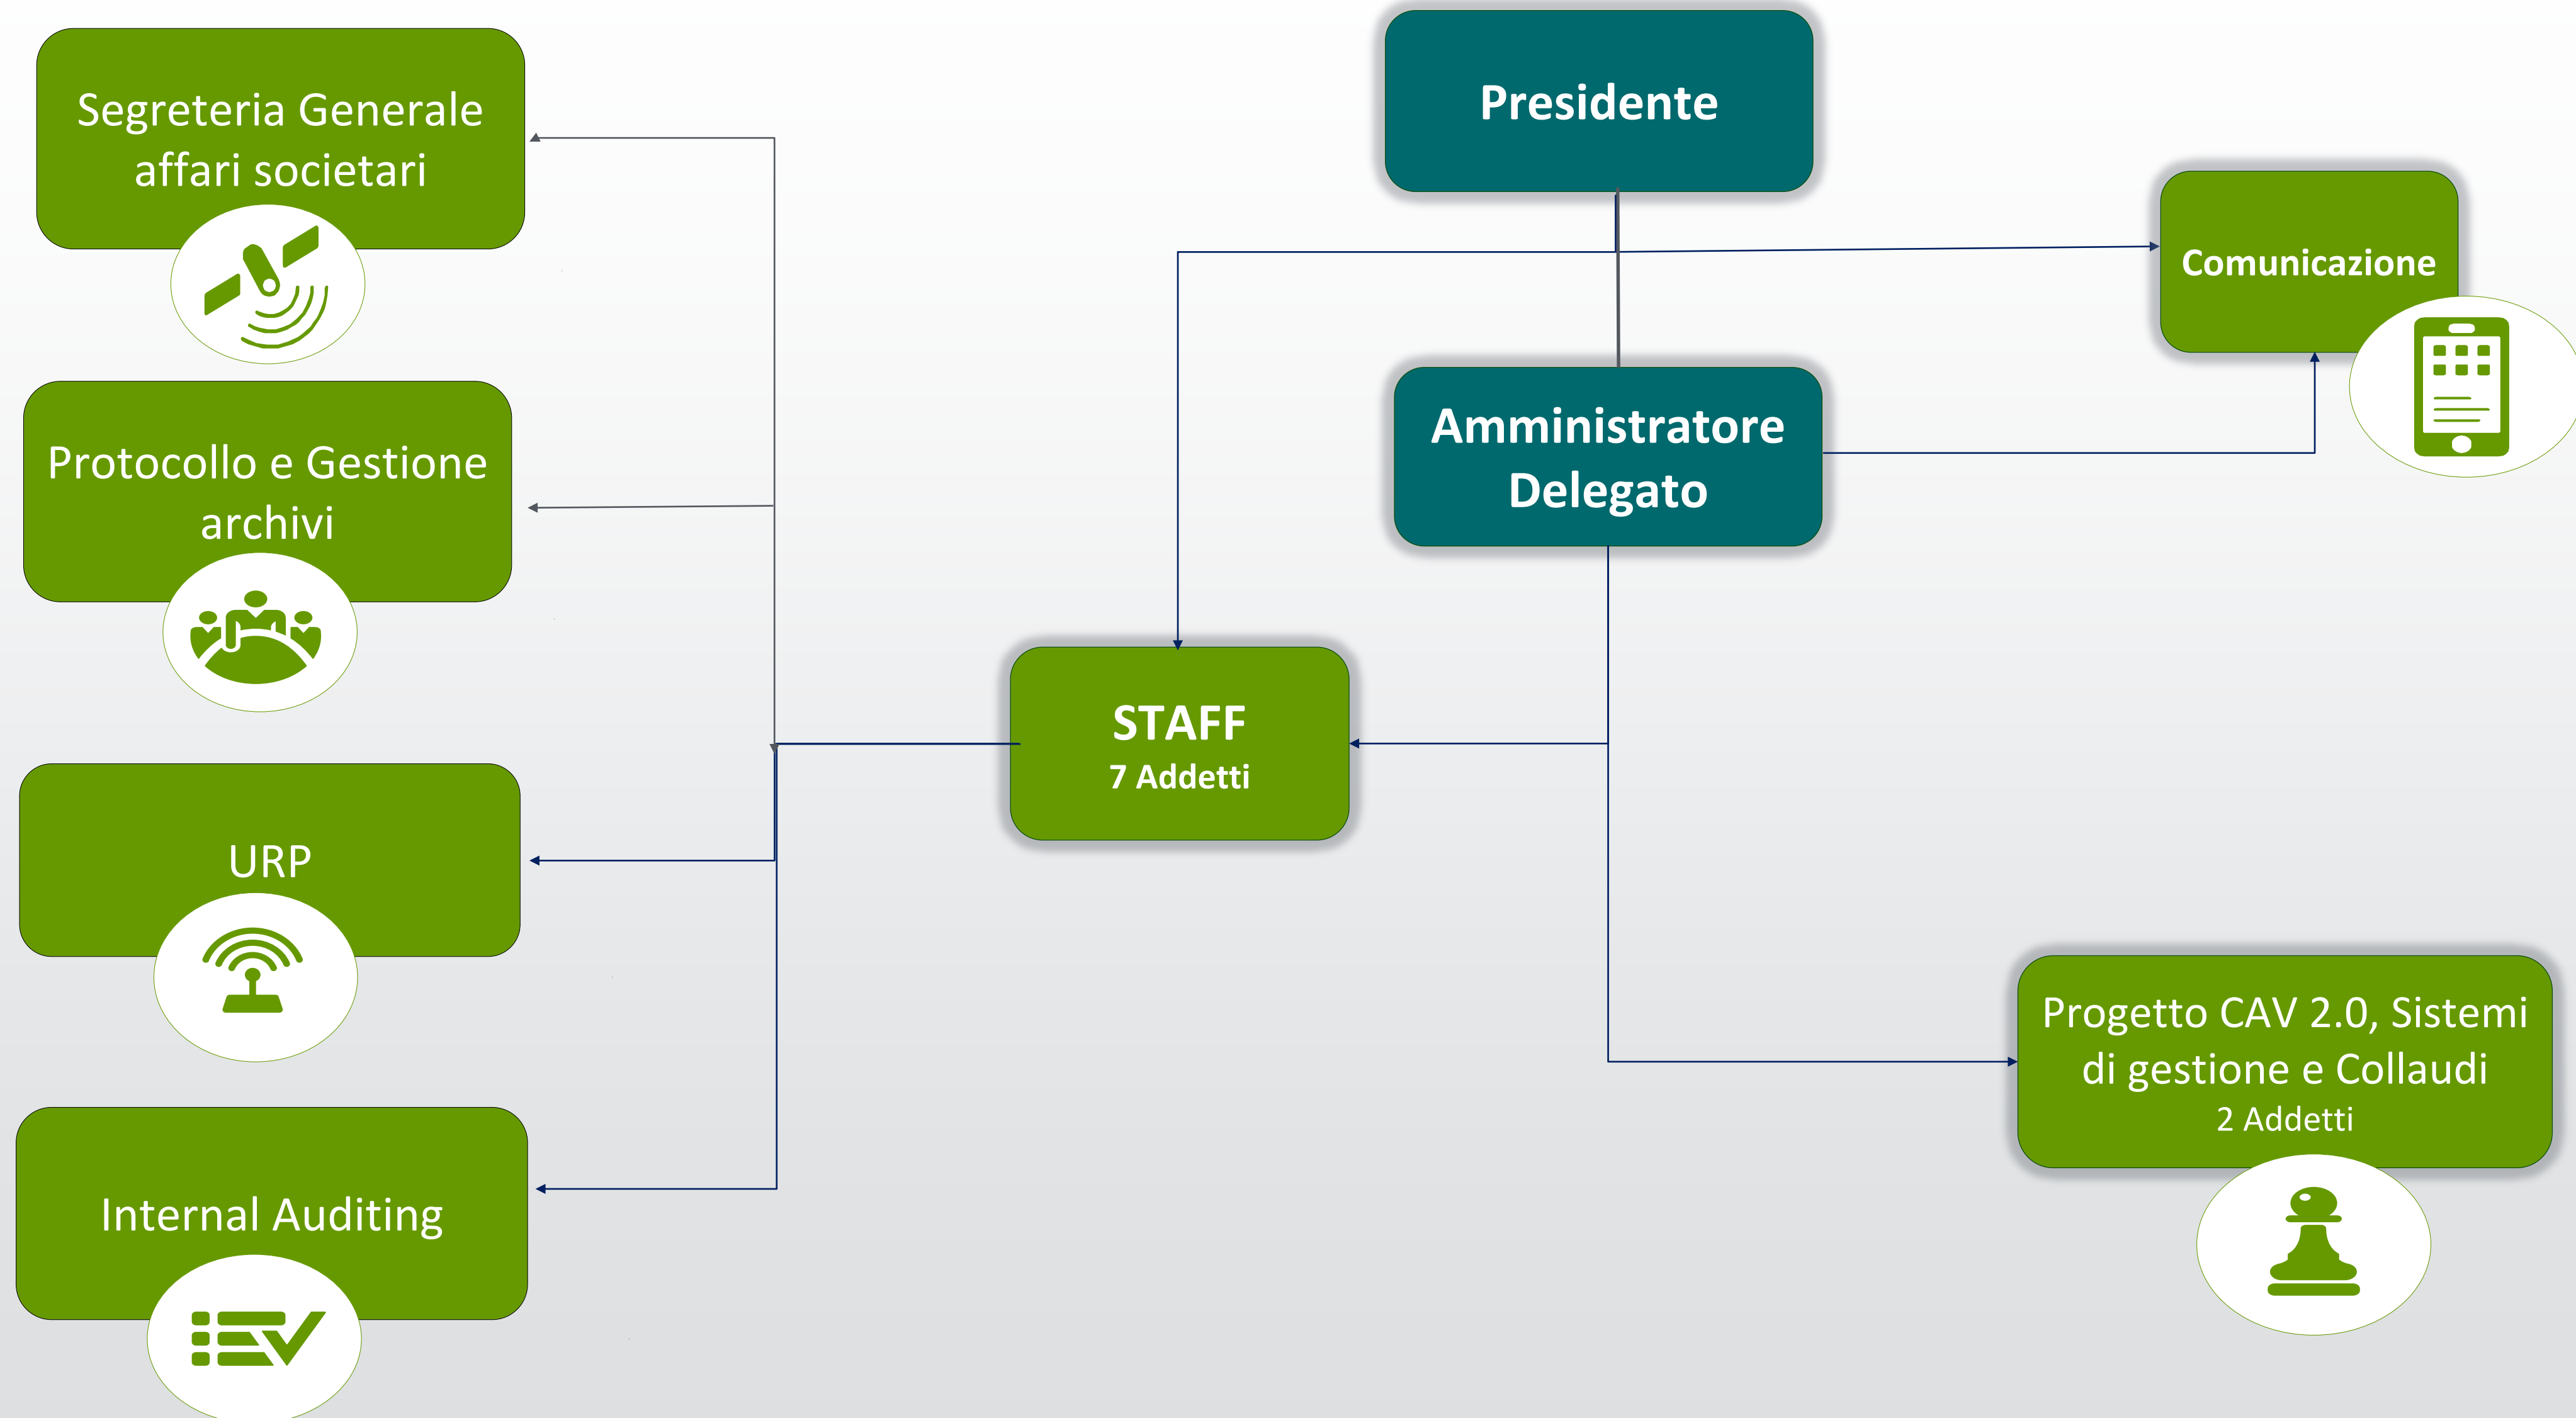 Segreteria Generale
affari societari
Protocollo e Gestione
archivi
URP
Internal Auditing
Presidente
Amministratore
Delegato
STAFF
7 Addetti
Comunicazione
Progetto CAV 2.0, Sistemi
di gestione e Collaudi
2 Addetti